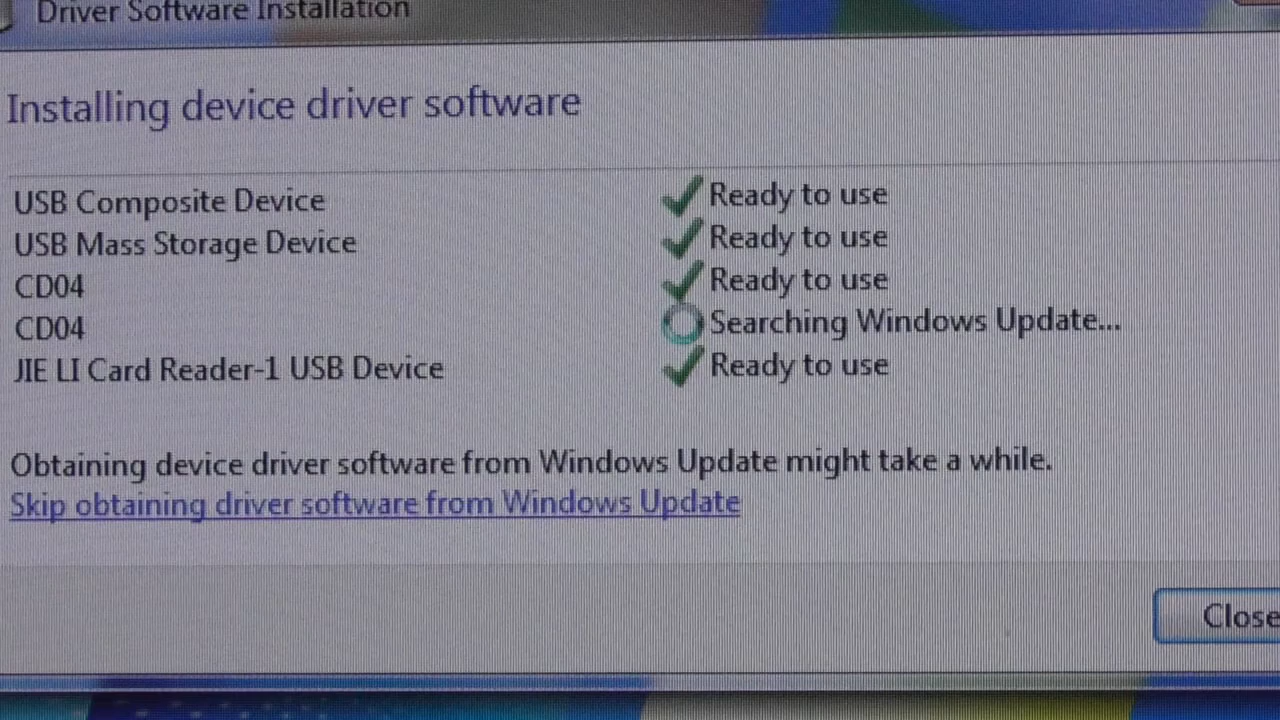 Driver Software Installation
Installing device driver software
USB Composite Device Ready to use
USB Mass Storage Device Ready to use
CD04 Ready to use
CD04 Searching Windows Update...
JIE LI Card Reader-1 USB Device Ready to use
Obtaining device driver software from Windows Update might take a while.
Skip obtaining driver software from Windows Update
Close